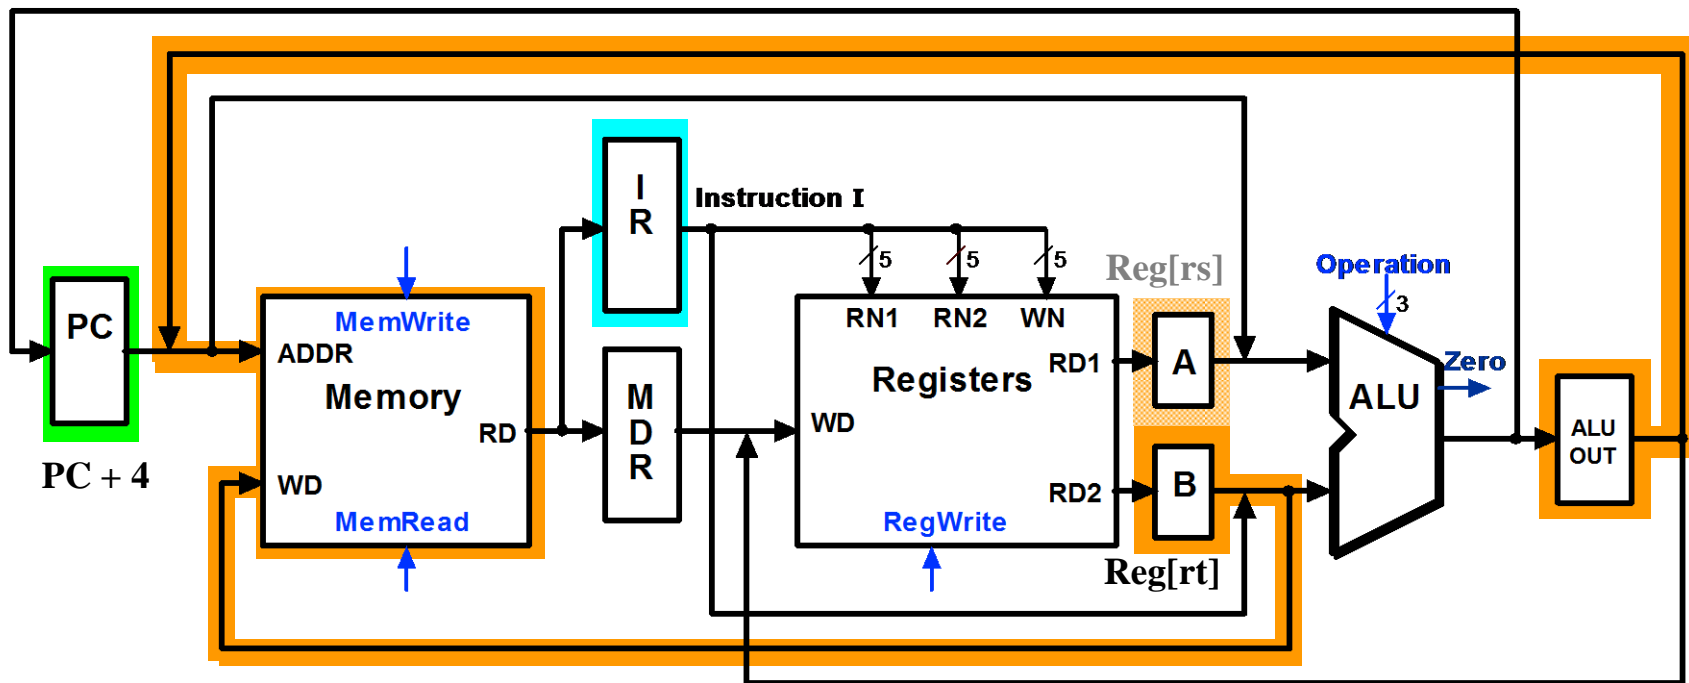 I
R
Instruction I
5
5
5
Reg[rs]
Operation
3
PC
MemWrite
ADDR
Memory
RD
WD
MemRead
PC + 4
M
D
R
RN1
RN2
WN
RD1
Registers
WD
RD2
RegWrite
A
B
Reg[rt]
Zero
ALU
ALU
OUT